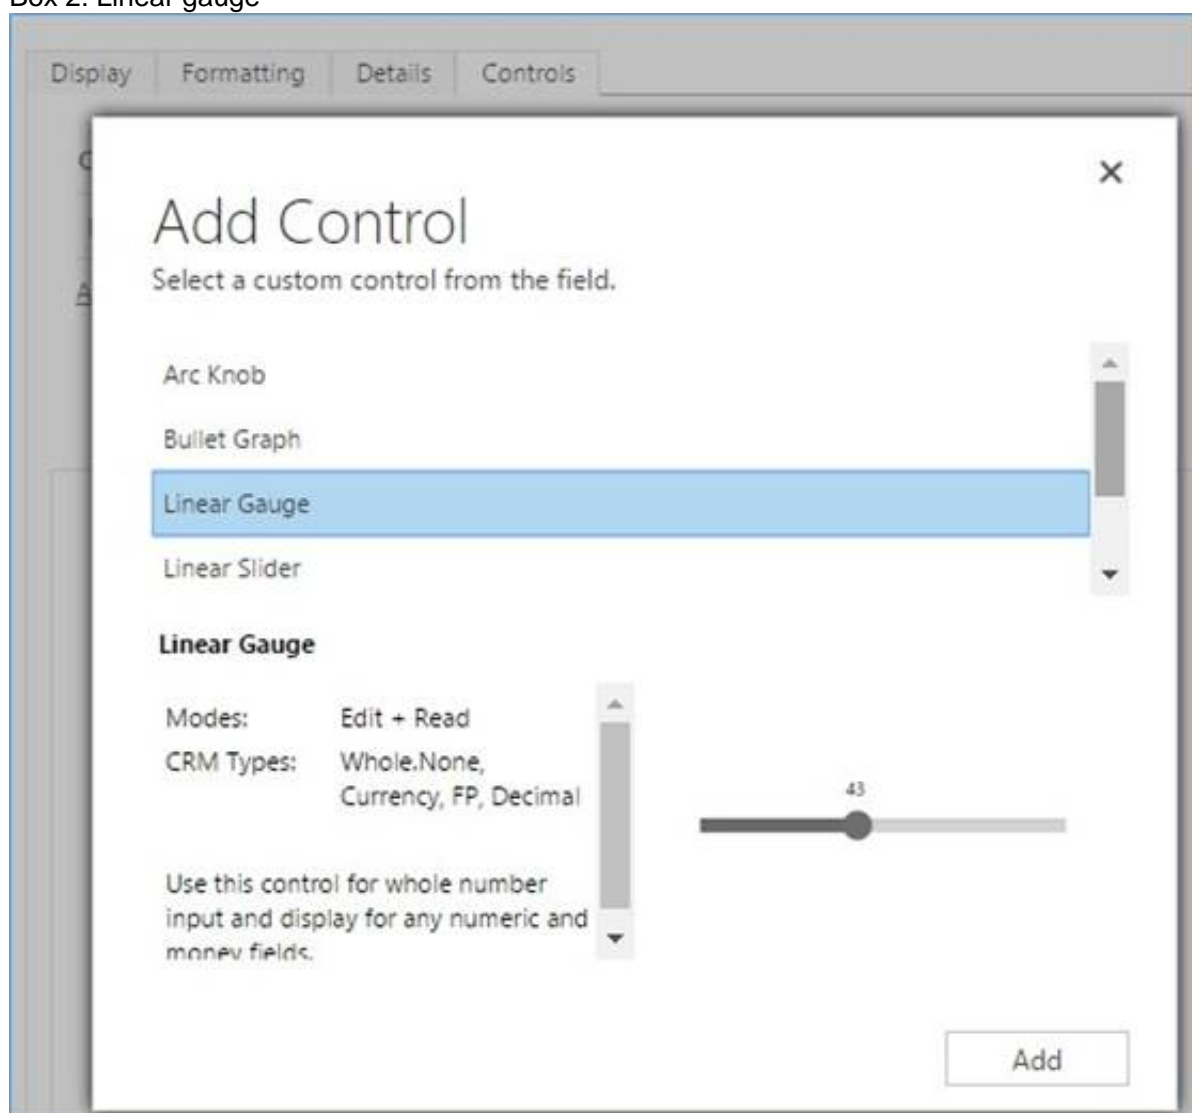 Box 2: Linear gauge
Display Formatting Details Controls
Add Control
Select a custom control from the field.
Arc Knob
Bullet Graph
Linear Gauge
Linear Slider
Linear Gauge
Modes: Edit + Read
CRM Types: Whole.None,
Currency, FP, Decimal
43
Use this control for whole number
input and display for any numeric and
money fields.
Add